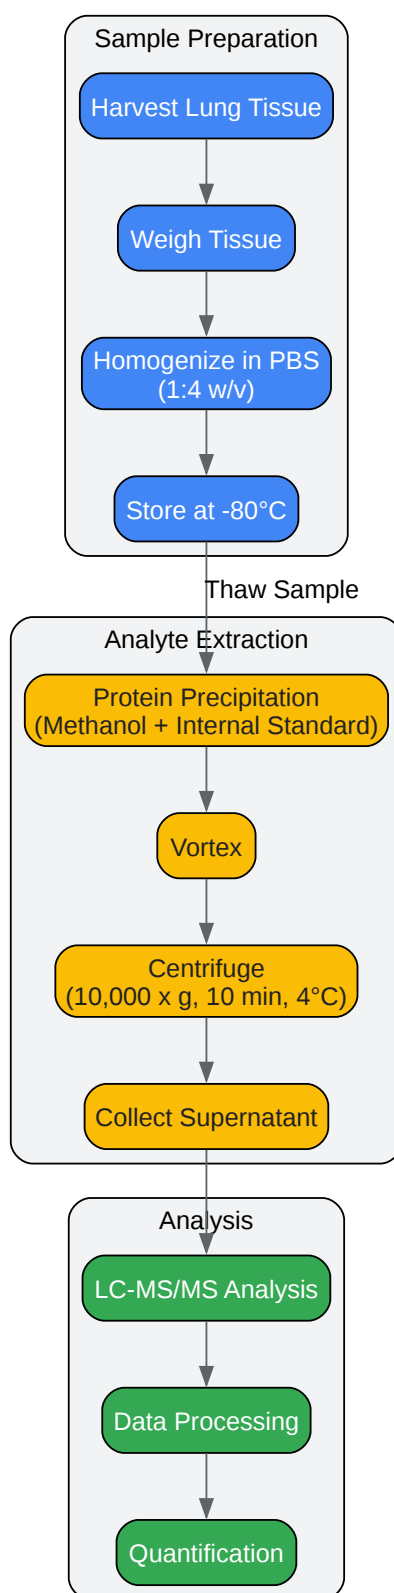 Sample Preparation
Harvest Lung Tissue
Weigh Tissue
Homogenize in PBS
(1:4 w/v)
Store at -80°C
Thaw Sample
Analyte Extraction
Protein Precipitation
(Methanol + Internal Standard)
Vortex
Centrifuge
(10,000 x g, 10 min, 4°C)
Collect Supernatant
Analysis
LC-MS/MS Analysis
Data Processing
Quantification